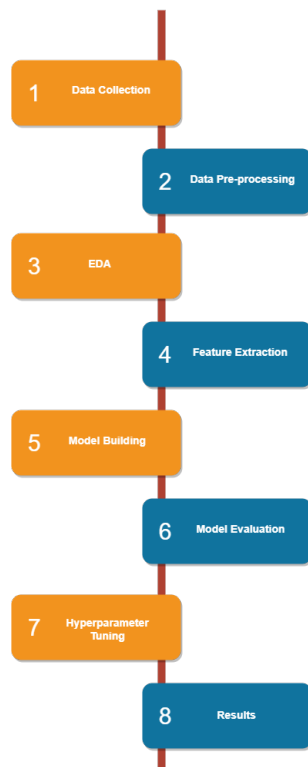 1 Data Collection
2 Data Pre-processing
3 EDA
4 Feature Extraction
5 Model Building
6 Model Evaluation
7 Hyperparameter
Tuning
8 Results